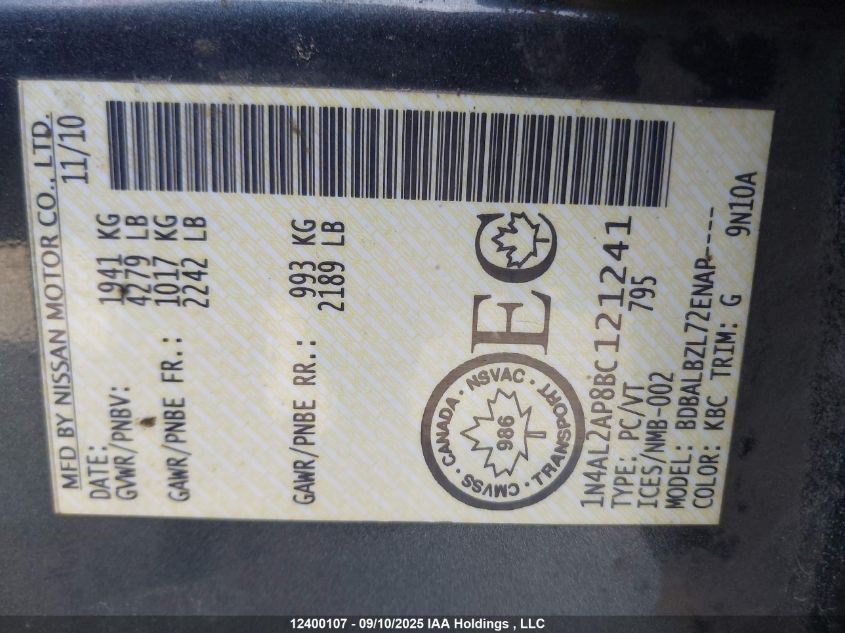 MFD BY NISSAN MOTOR CO., LTD.
DATE: 11/10
GVWR/PNBV: 1941 KG
4279 LB
GAWR/PNBE FR.: 1017 KG
2242 LB
GAWR/PNBE RR.: 993 KG
2189 LB
CANADA · NSVAC · TRANSPORT · CMVSS ·
986
EC
1N4AL2AP8BC121241
TYPE: PC/VT 795
ICES/NMB-002
MODEL: BDBALBZL72ENAP----
COLOR: KBC TRIM: G 9N10A
12400107 - 09/10/2025 IAA Holdings , LLC